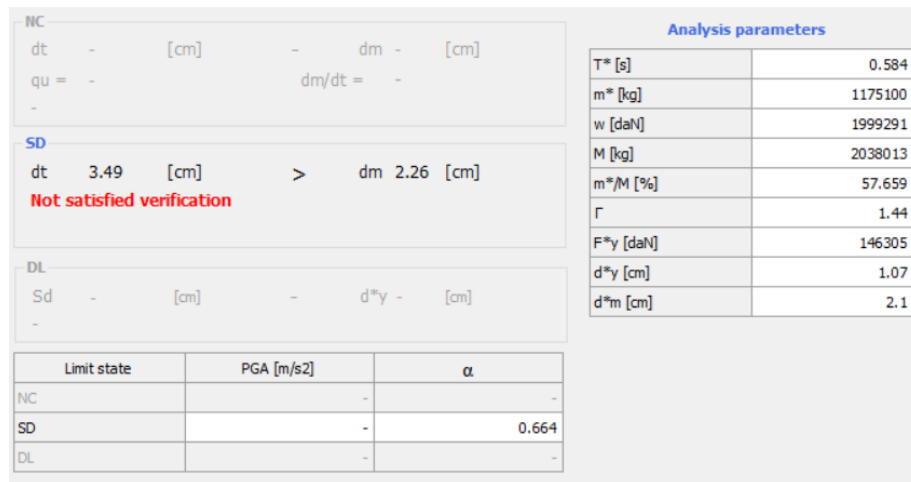 NC
dt - [cm] - dm - [cm]
qu = - dm/dt = -
-
SD
dt 3.49 [cm] > dm 2.26 [cm]
Not satisfied verification
DL
Sd - [cm] - d*y - [cm]
-
Limit state PGA [m/s2] α
NC - -
SD - 0.664
DL - -
Analysis parameters
T* [s] 0.584
m* [kg] 1175100
w [daN] 1999291
M [kg] 2038013
m*/M [%] 57.659
Γ 1.44
F*y [daN] 146305
d*y [cm] 1.07
d*m [cm] 2.1